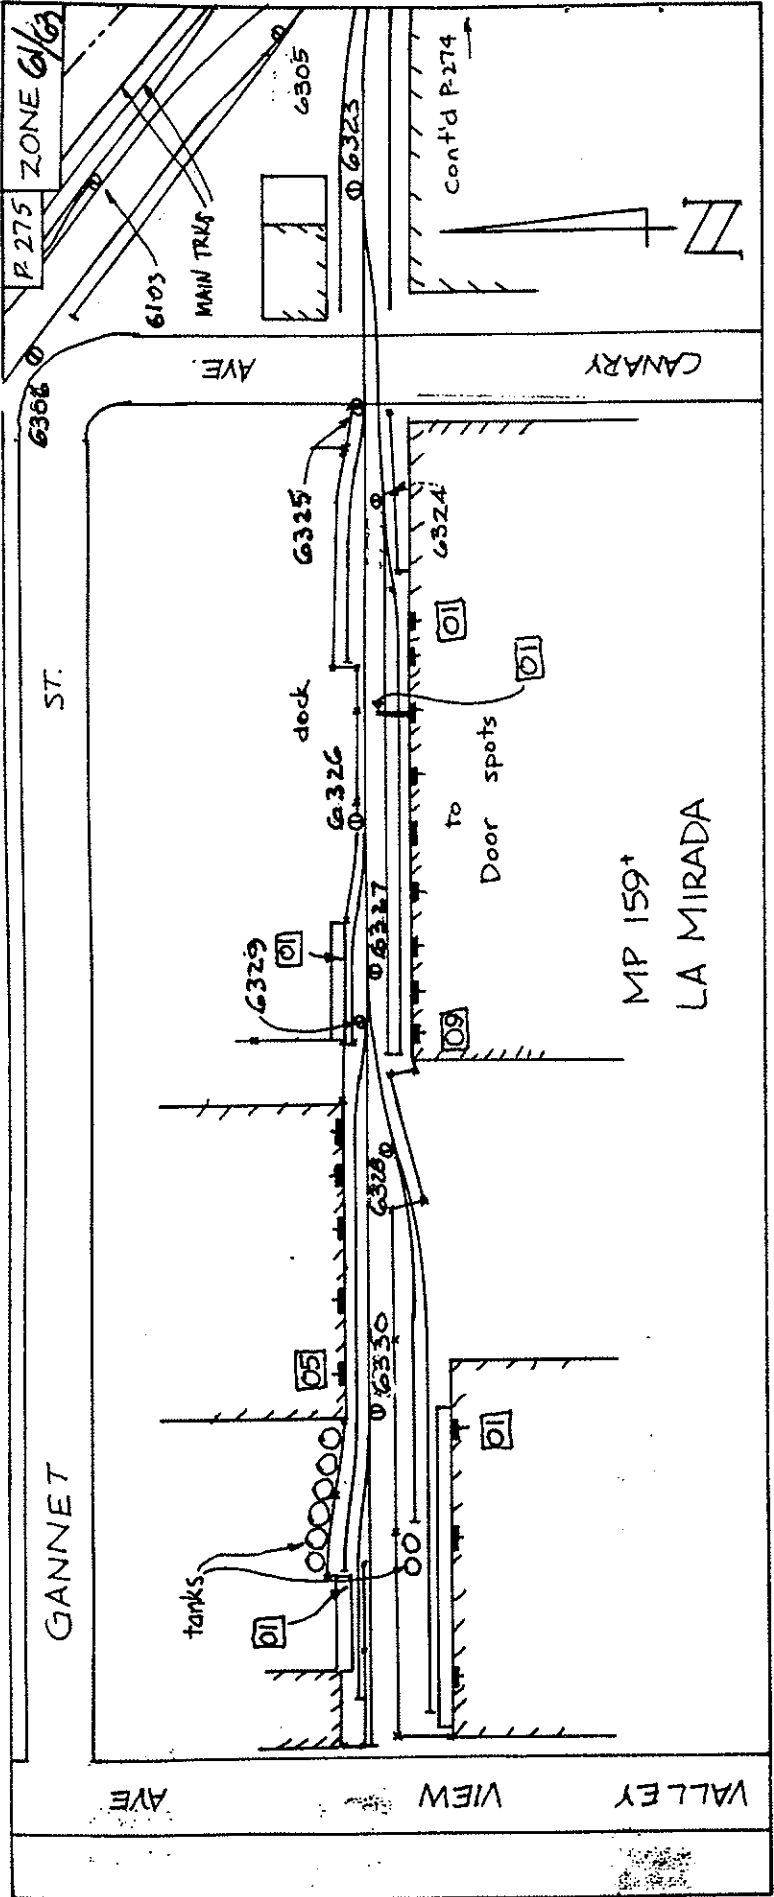 P-275 ZONE 61/63
MAIN TRKS
6103
6305
6306
6323
Cont'd P-274
N
CANARY AVE.
GANNET ST.
6325
6324
01
01
dock
6326
to
Door spots
6327
6329
01
09
MP 159+
LA MIRADA
6328
05
6330
01
tanks
01
VALLEY VIEW AVE